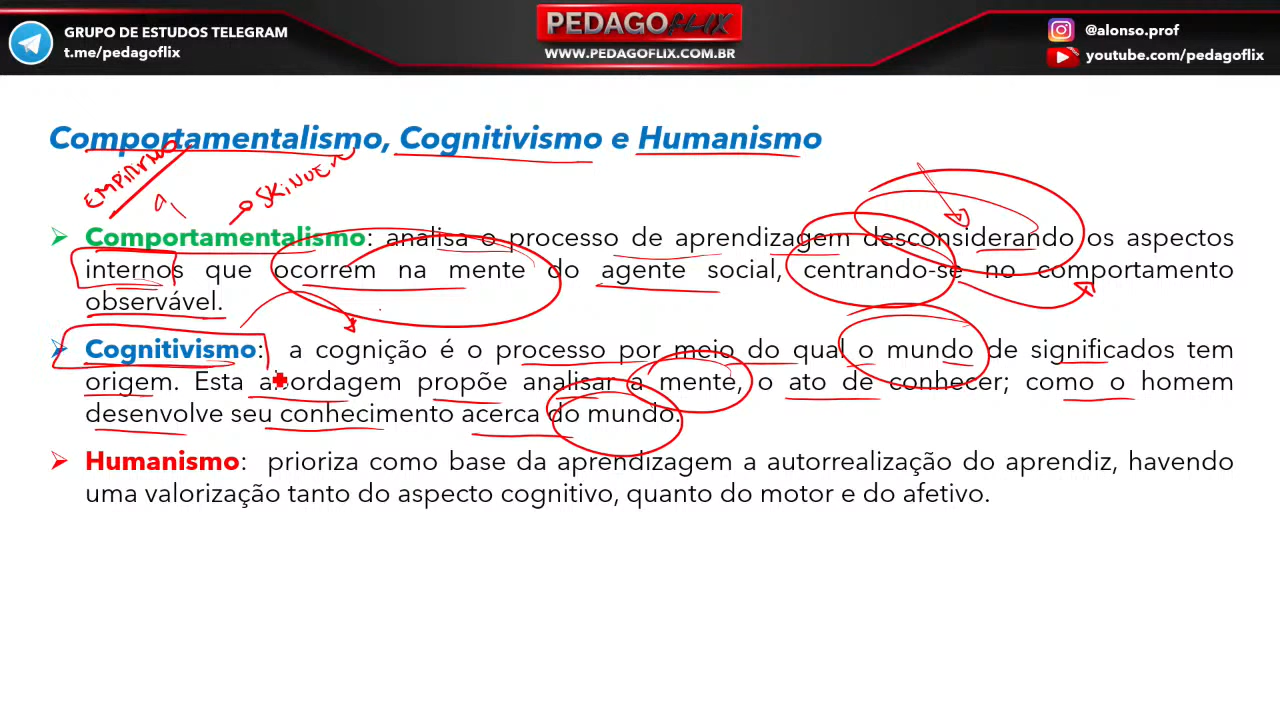 GRUPO DE ESTUDOS TELEGRAM
t.me/pedagoflix
PEDAGOFLIX
WWW.PEDAGOFLIX.COM.BR
@alonso.prof
youtube.com/pedagoflix
Comportamentalismo, Cognitivismo e Humanismo
EMPIRISMO
SKINNER
Comportamentalismo: analisa o processo de aprendizagem desconsiderando os aspectos
internos que ocorrem na mente do agente social, centrando-se no comportamento
observável.
Cognitivismo: a cognição é o processo por meio do qual o mundo de significados tem
origem. Esta abordagem propõe analisar a mente, o ato de conhecer; como o homem
desenvolve seu conhecimento acerca do mundo.
Humanismo: prioriza como base da aprendizagem a autorrealização do aprendiz, havendo
uma valorização tanto do aspecto cognitivo, quanto do motor e do afetivo.